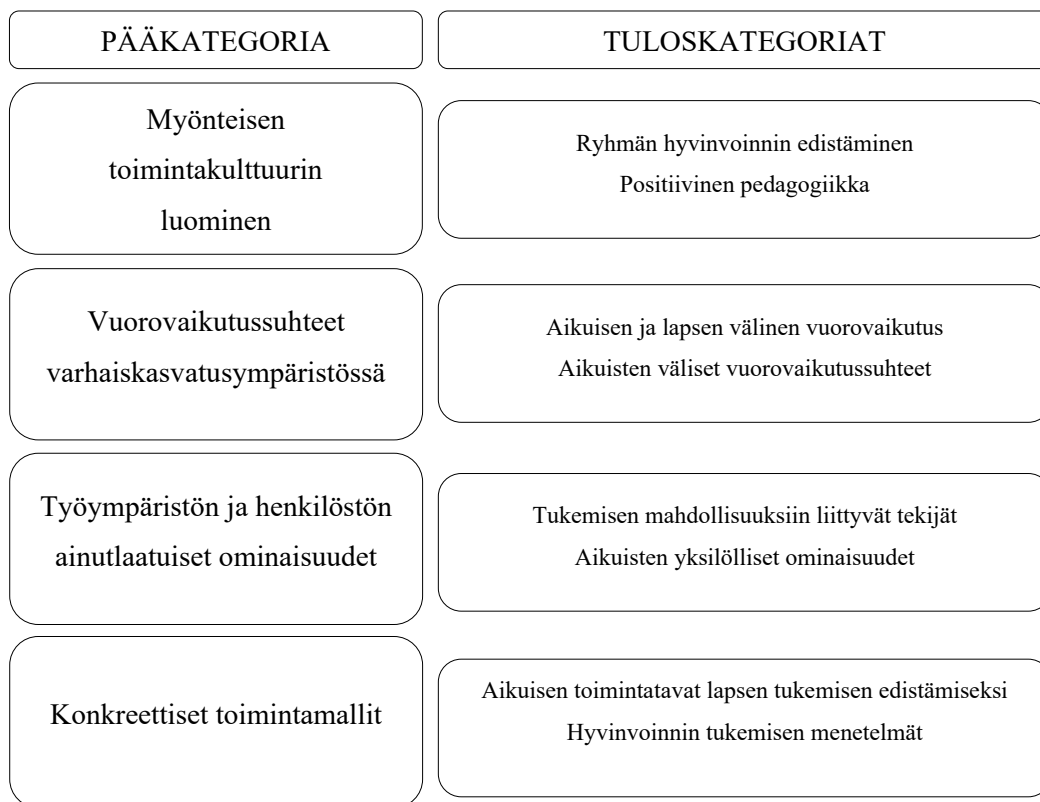 PÄÄKATEGORIA
TULOSKATEGORIAT
Myönteisen
toimintakulttuurin
luominen
Ryhmän hyvinvoinnin edistäminen
Positiivinen pedagogiikka
Vuorovaikutussuhteet
varhaiskasvatusympäristössä
Aikuisen ja lapsen välinen vuorovaikutus
Aikuisten väliset vuorovaikutussuhteet
Työympäristön ja henkilöstön
ainutlaatuiset ominaisuudet
Tukemisen mahdollisuuksiin liittyvät tekijät
Aikuisten yksilölliset ominaisuudet
Konkreettiset toimintamallit
Aikuisen toimintatavat lapsen tukemisen edistämiseksi
Hyvinvoinnin tukemisen menetelmät